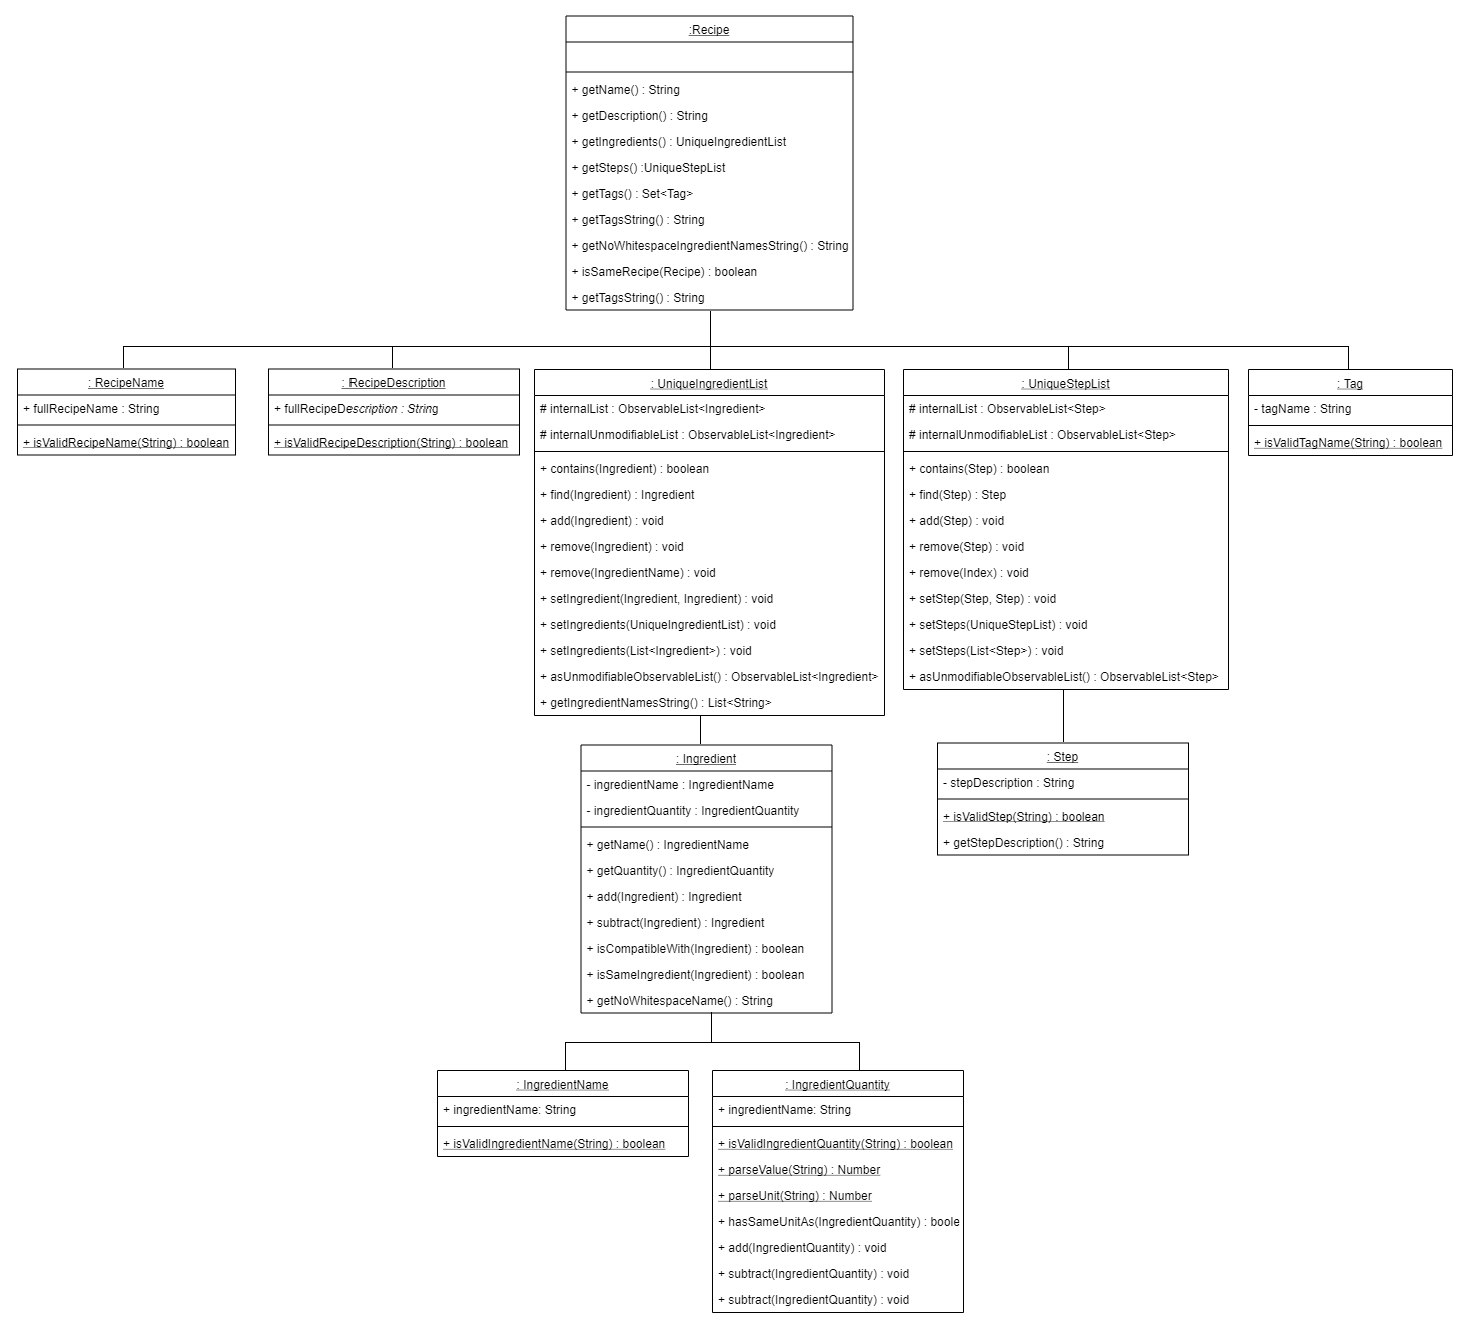 :Recipe
+ getName() : String
+ getDescription() : String
+ getIngredients() : UniqueIngredientList
+ getSteps() :UniqueStepList
+ getTags() : Set<Tag>
+ getTagsString() : String
+ getNoWhitespaceIngredientNamesString() : String
+ isSameRecipe(Recipe) : boolean
+ getTagsString() : String
: RecipeName
+ fullRecipeName : String
+ isValidRecipeName(String) : boolean
: RecipeDescription
+ fullRecipeDescription : String
+ isValidRecipeDescription(String) : boolean
: UniqueIngredientList
# internalList : ObservableList<Ingredient>
# internalUnmodifiableList : ObservableList<Ingredient>
+ contains(Ingredient) : boolean
+ find(Ingredient) : Ingredient
+ add(Ingredient) : void
+ remove(Ingredient) : void
+ remove(IngredientName) : void
+ setIngredient(Ingredient, Ingredient) : void
+ setIngredients(UniqueIngredientList) : void
+ setIngredients(List<Ingredient>) : void
+ asUnmodifiableObservableList() : ObservableList<Ingredient>
+ getIngredientNamesString() : List<String>
: UniqueStepList
# internalList : ObservableList<Step>
# internalUnmodifiableList : ObservableList<Step>
+ contains(Step) : boolean
+ find(Step) : Step
+ add(Step) : void
+ remove(Step) : void
+ remove(Index) : void
+ setStep(Step, Step) : void
+ setSteps(UniqueStepList) : void
+ setSteps(List<Step>) : void
+ asUnmodifiableObservableList() : ObservableList<Step>
: Tag
- tagName : String
+ isValidTagName(String) : boolean
: Ingredient
- ingredientName : IngredientName
- ingredientQuantity : IngredientQuantity
+ getName() : IngredientName
+ getQuantity() : IngredientQuantity
+ add(Ingredient) : Ingredient
+ subtract(Ingredient) : Ingredient
+ isCompatibleWith(Ingredient) : boolean
+ isSameIngredient(Ingredient) : boolean
+ getNoWhitespaceName() : String
: Step
- stepDescription : String
+ isValidStep(String) : boolean
+ getStepDescription() : String
: IngredientName
+ ingredientName: String
+ isValidIngredientName(String) : boolean
: IngredientQuantity
+ ingredientName: String
+ isValidIngredientQuantity(String) : boolean
+ parseValue(String) : Number
+ parseUnit(String) : Number
+ hasSameUnitAs(IngredientQuantity) : boole
+ add(IngredientQuantity) : void
+ subtract(IngredientQuantity) : void
+ subtract(IngredientQuantity) : void